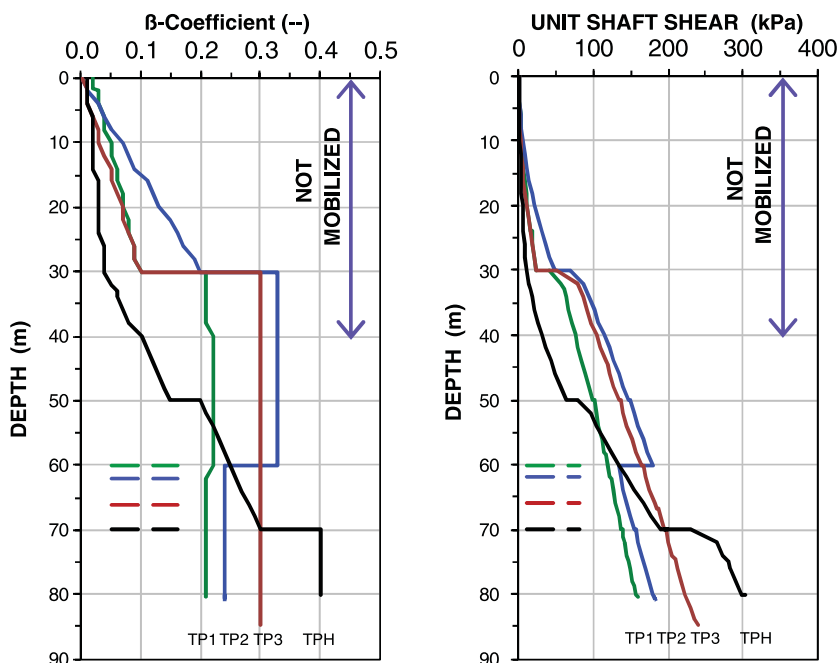 ß-Coefficient (--)
0.0 0.1 0.2 0.3 0.4 0.5
0
10
20
30
40
50
60
70
80
90
DEPTH (m)
NOT
MOBILIZED
TP1 TP2 TP3 TPH
UNIT SHAFT SHEAR (kPa)
0 100 200 300 400
0
10
20
30
40
50
60
70
80
90
DEPTH (m)
NOT
MOBILIZED
TP1 TP2 TP3 TPH